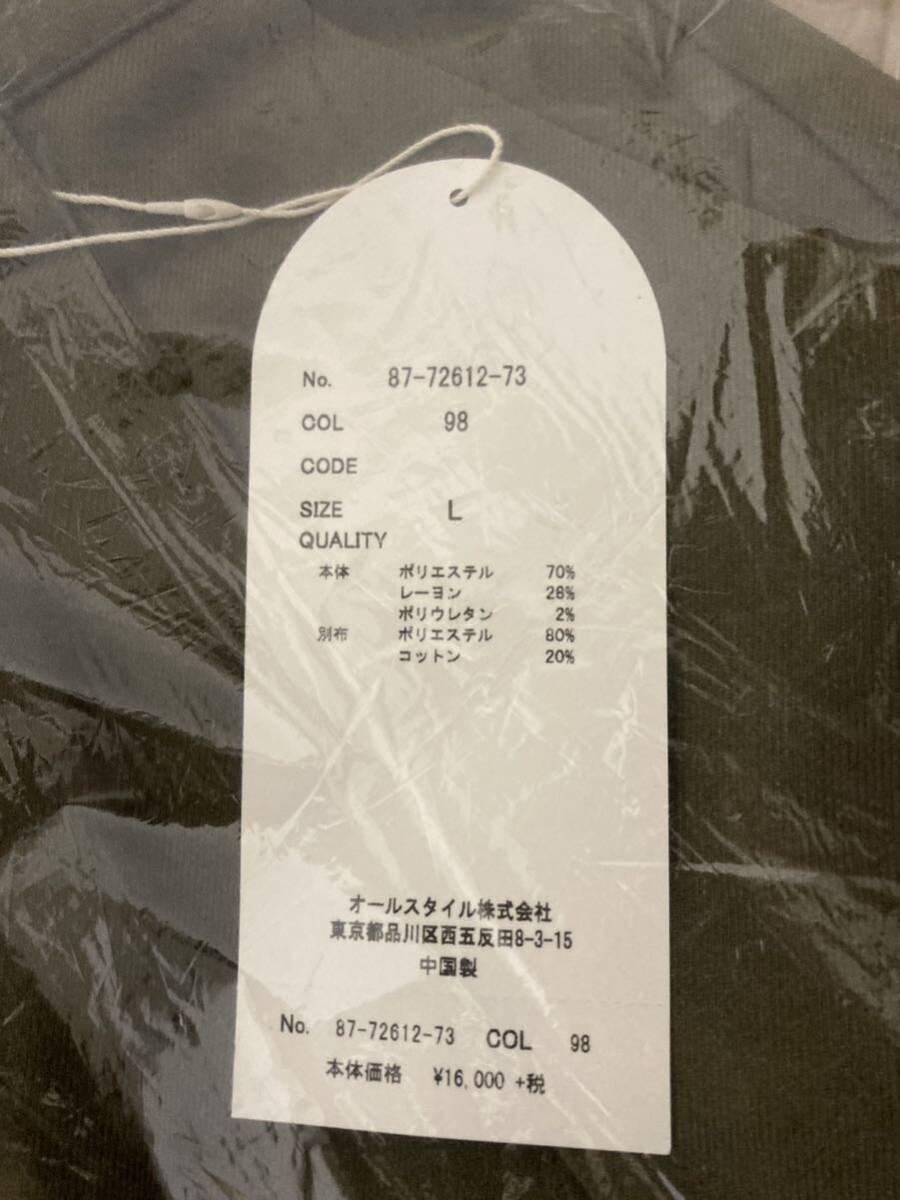 No. 87-72612-73
COL 98
CODE
SIZE L
QUALITY
本体 ポリエステル 70%
レーヨン 28%
ポリウレタン 2%
別布 ポリエステル 80%
コットン 20%
オールスタイル株式会社
東京都品川区西五反田8-3-15
中国製
No. 87-72612-73 COL 98
本体価格 ¥16,000 +税